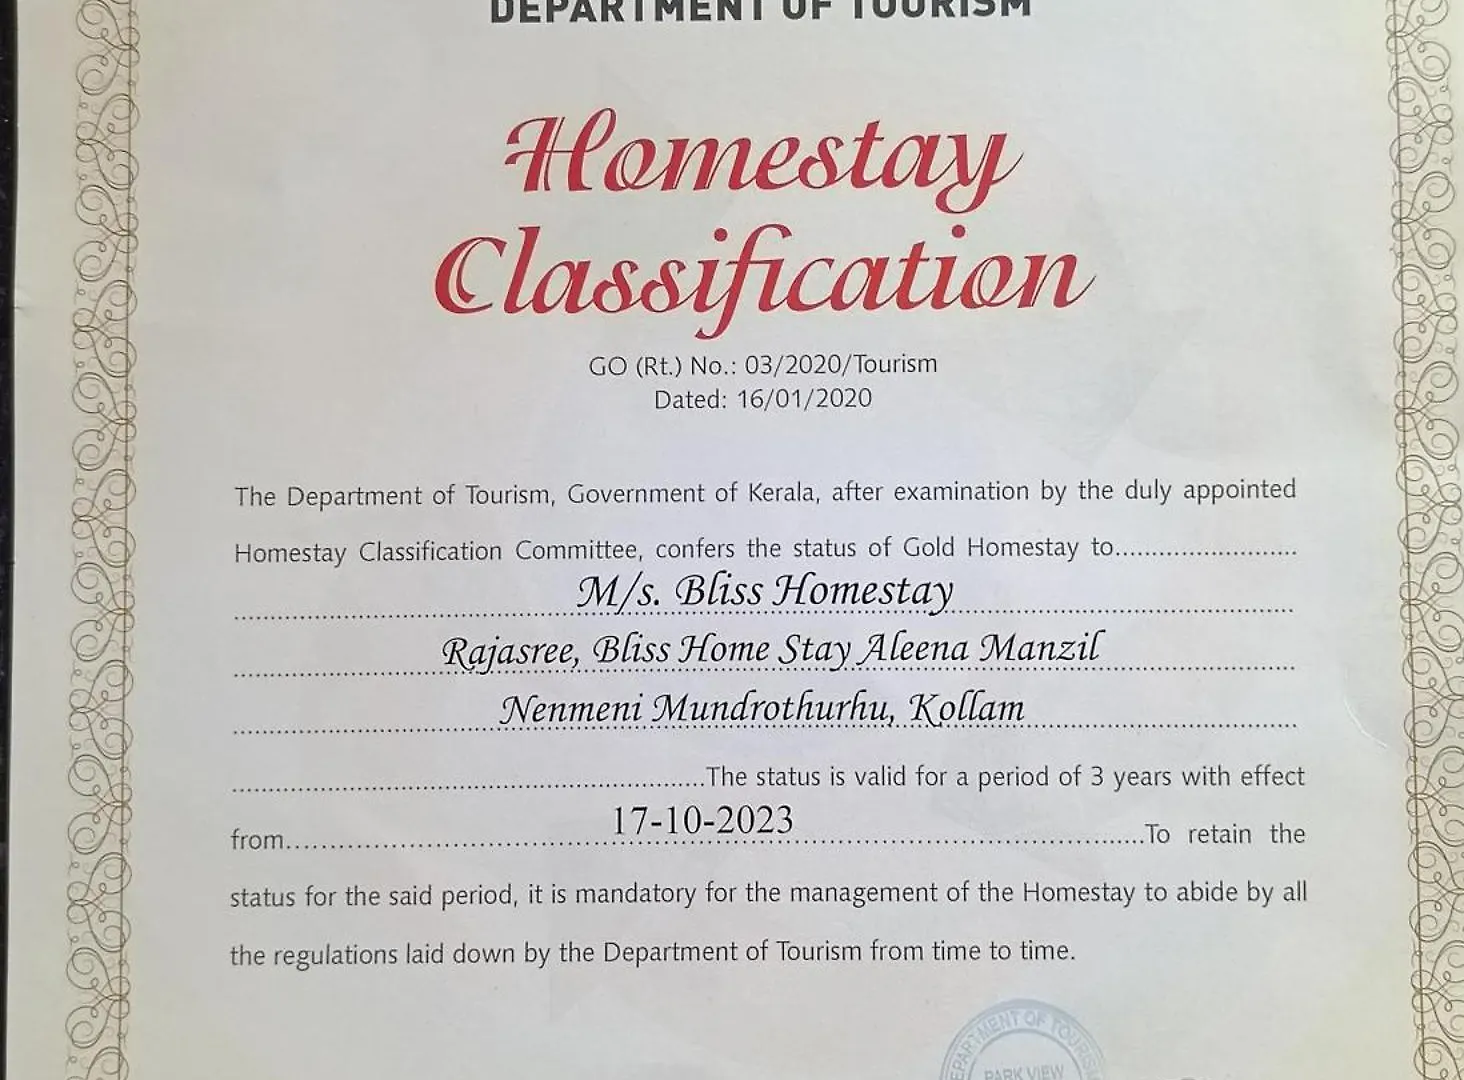 DEPARTMENT OF TOURISM
Homestay
Classification
GO (Rt.) No.: 03/2020/Tourism
Dated: 16/01/2020
The Department of Tourism, Government of Kerala, after examination by the duly appointed
Homestay Classification Committee, confers the status of Gold Homestay to..........................
M/s. Bliss Homestay
Rajasree, Bliss Home Stay Aleena Manzil
Nenmeni Mundrothurhu, Kollam
..................................................................The status is valid for a period of 3 years with effect
from.............17-10-2023.............To retain the
status for the said period, it is mandatory for the management of the Homestay to abide by all
the regulations laid down by the Department of Tourism from time to time.
DEPARTMENT OF TOURISM
PARK VIEW